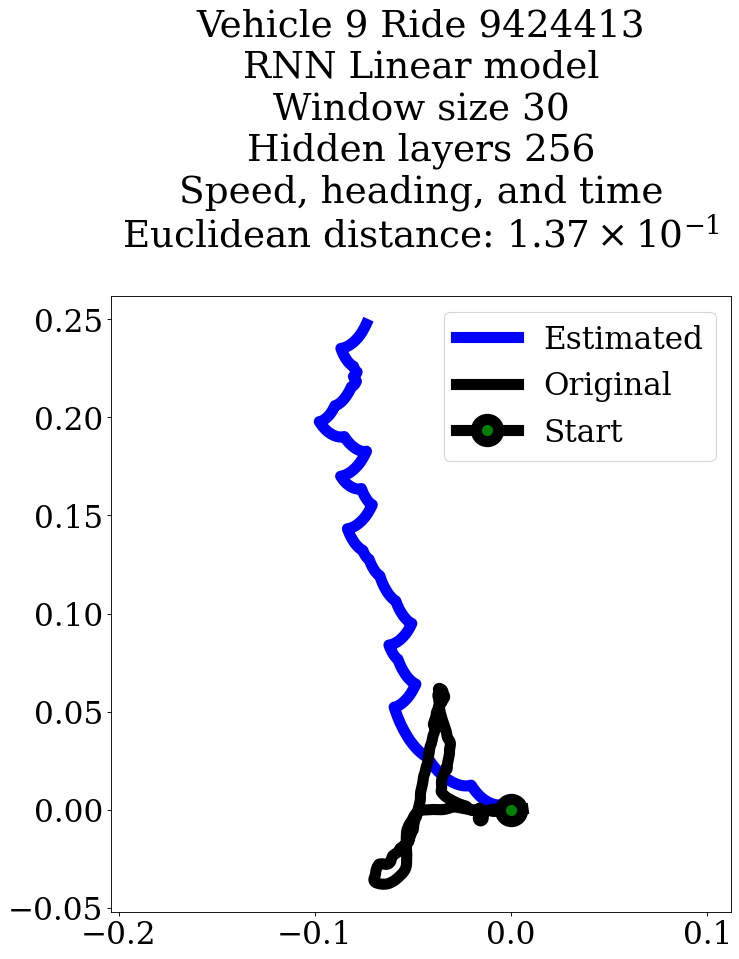 Vehicle 9 Ride 9424413
RNN Linear model
Window size 30
Hidden layers 256
Speed, heading, and time
Euclidean distance: 1.37 × 10⁻¹
Estimated
Original
Start
0.25
0.20
0.15
0.10
0.05
0.00
−0.05
−0.2
−0.1
0.0
0.1